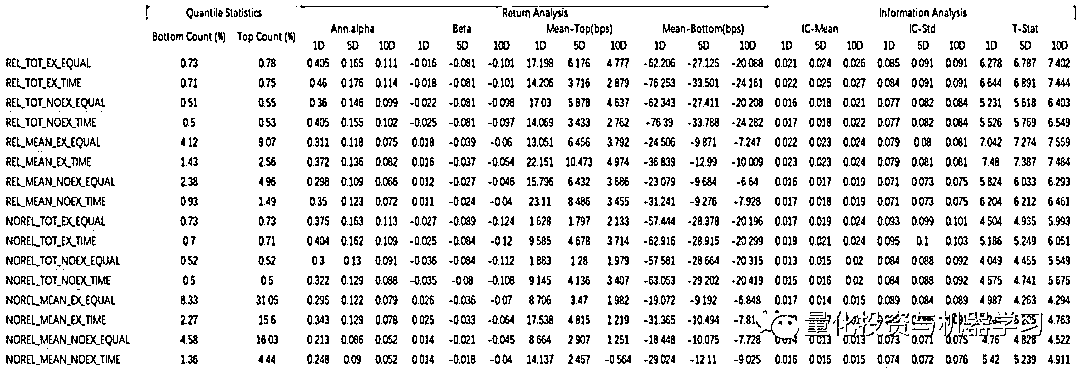 Quantile Statistics Return Analysis Information Analysis
Bottom Count (%) Top Count (%) Ann.alpha Beta Mean-Top(bps) Mean-Bottom(bps) IC-Mean IC-Std T-Stat
1D 5D 10D 1D 5D 10D 1D 5D 10D 1D 5D 10D 1D 5D 10D 1D 5D 10D 1D 5D 10D
REL_TOT_EX_EQUAL 0.73 0.78 0.405 0.165 0.111 -0.016 -0.081 -0.101 17.198 6.176 4.777 -62.206 -27.125 -20.088 0.021 0.024 0.026 0.085 0.091 0.091 6.278 6.787 7.402
REL_TOT_EX_TIME 0.71 0.75 0.46 0.176 0.114 -0.018 -0.081 -0.101 14.206 3.716 2.879 -76.253 -33.501 -24.161 0.022 0.025 0.027 0.084 0.091 0.091 6.644 6.891 7.444
REL_TOT_NOEX_EQUAL 0.51 0.55 0.36 0.146 0.099 -0.022 -0.081 -0.098 17.03 5.878 4.637 -62.343 -27.411 -20.208 0.016 0.018 0.021 0.077 0.082 0.084 5.231 5.618 6.403
REL_TOT_NOEX_TIME 0.5 0.53 0.405 0.155 0.102 -0.025 -0.081 -0.097 14.069 3.433 2.762 -76.39 -33.788 -24.282 0.017 0.018 0.021 0.077 0.082 0.084 5.526 5.769 6.549
REL_MEAN_EX_EQUAL 4.12 9.07 0.311 0.118 0.075 0.018 -0.039 -0.06 13.051 6.456 3.792 -24.506 -9.871 -7.247 0.022 0.023 0.024 0.079 0.08 0.081 7.042 7.274 7.559
REL_MEAN_EX_TIME 1.43 2.56 0.372 0.136 0.082 0.016 -0.037 -0.054 22.151 10.473 4.974 -36.839 -12.99 -10.009 0.023 0.023 0.024 0.079 0.081 0.081 7.48 7.387 7.484
REL_MEAN_NOEX_EQUAL 2.38 4.96 0.298 0.109 0.066 0.012 -0.027 -0.046 15.796 6.432 3.686 -23.079 -9.684 -6.64 0.016 0.017 0.019 0.071 0.073 0.075 5.824 6.033 6.293
REL_MEAN_NOEX_TIME 0.93 1.49 0.35 0.123 0.072 0.011 -0.024 -0.04 23.11 8.486 3.455 -31.241 -9.276 -7.928 0.018 0.018 0.019 0.071 0.073 0.075 6.204 6.212 6.461
NOREL_TOT_EX_EQUAL 0.73 0.73 0.375 0.163 0.113 -0.027 -0.089 -0.124 1.628 1.797 2.133 -57.444 -28.378 -20.196 0.017 0.019 0.024 0.093 0.099 0.101 4.504 4.935 5.993
NOREL_TOT_EX_TIME 0.7 0.71 0.404 0.162 0.109 -0.025 -0.084 -0.12 9.585 4.678 3.714 -62.916 -28.915 -20.299 0.021 0.024 0.095 0.1 0.103 5.186 5.249 6.051
NOREL_TOT_NOEX_EQUAL 0.52 0.52 0.3 0.13 0.091 -0.036 -0.084 -0.112 1.883 1.28 1.979 -57.581 -28.664 -20.315 0.013 0.015 0.02 0.084 0.088 0.092 4.049 4.455 5.549
NOREL_TOT_NOEX_TIME 0.5 0.5 0.322 0.129 0.088 -0.035 -0.08 -0.108 9.145 4.136 3.407 -63.053 -29.202 -20.419 0.015 0.016 0.02 0.084 0.088 0.092 4.575 4.741 5.675
NOREL_MEAN_EX_EQUAL 8.33 31.05 0.295 0.122 0.079 0.026 -0.036 -0.07 8.706 3.47 1.982 -19.072 -9.192 -6.848 0.017 0.014 0.015 0.089 0.084 0.089 4.987 4.263 4.294
NOREL_MEAN_EX_TIME 2.27 15.6 0.343 0.129 0.078 0.025 -0.033 -0.064 17.538 4.815 1.219 -31.365 -10.494 4.763
量化投资与机器学习
NOREL_MEAN_NOEX_EQUAL 4.58 16.03 0.213 0.086 0.052 0.014 -0.021 -0.045 8.664 2.907 1.251 -18.448 -10.075 -7.728 0.014 0.013 0.013 0.073 0.071 0.075 4.76 4.828 4.522
NOREL_MEAN_NOEX_TIME 1.36 4.44 0.248 0.09 0.052 0.014 -0.018 -0.04 14.137 2.457 -0.564 -29.024 -12.11 -9.025 0.016 0.015 0.015 0.074 0.072 0.076 5.42 5.239 4.911